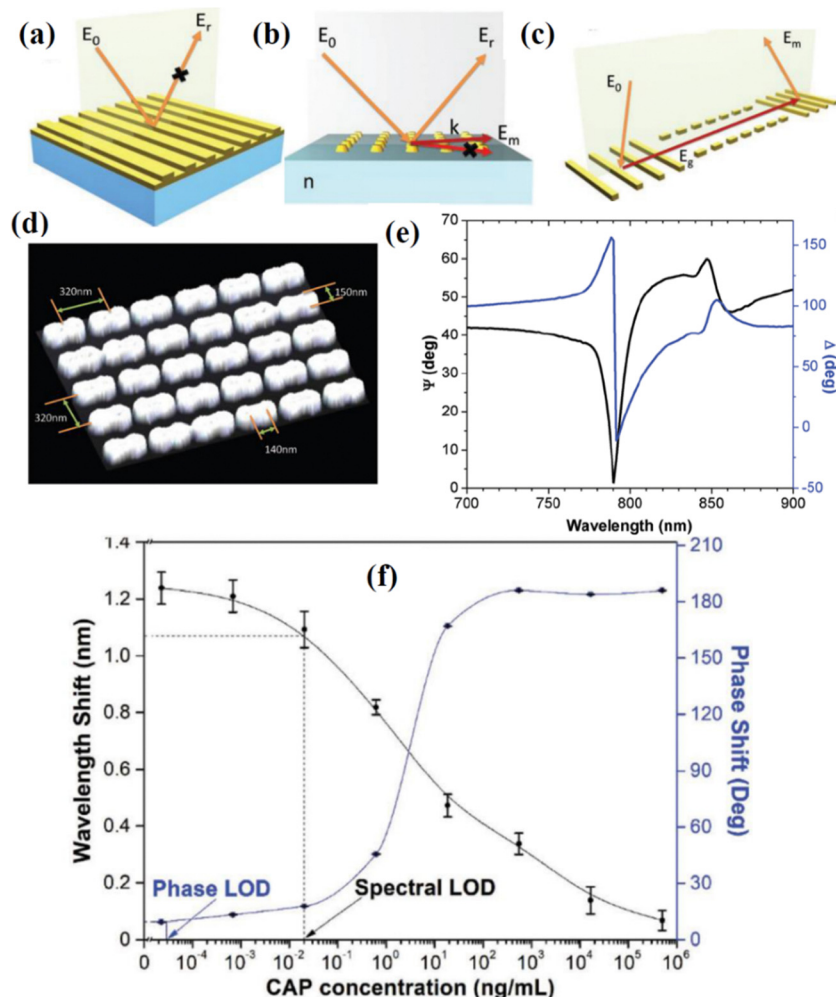 (a)
E₀
Eᵣ
(b)
E₀
Eᵣ
k
Eₘ
n
(c)
E₀
Eₘ
E_g
(d)
320nm
150nm
320nm
140nm
(e)
70
60
50
40
30
20
10
0
Ψ (deg)
150
100
50
0
-50
Δ (deg)
700
750
800
850
900
Wavelength (nm)
(f)
1.4
1.2
1.0
0.8
0.6
0.4
0.2
0
Wavelength Shift (nm)
210
180
150
120
90
60
30
0
Phase Shift (Deg)
Phase LOD
Spectral LOD
0
10⁻⁴
10⁻³
10⁻²
10⁻¹
10⁰
10¹
10²
10³
10⁴
10⁵
10⁶
CAP concentration (ng/mL)